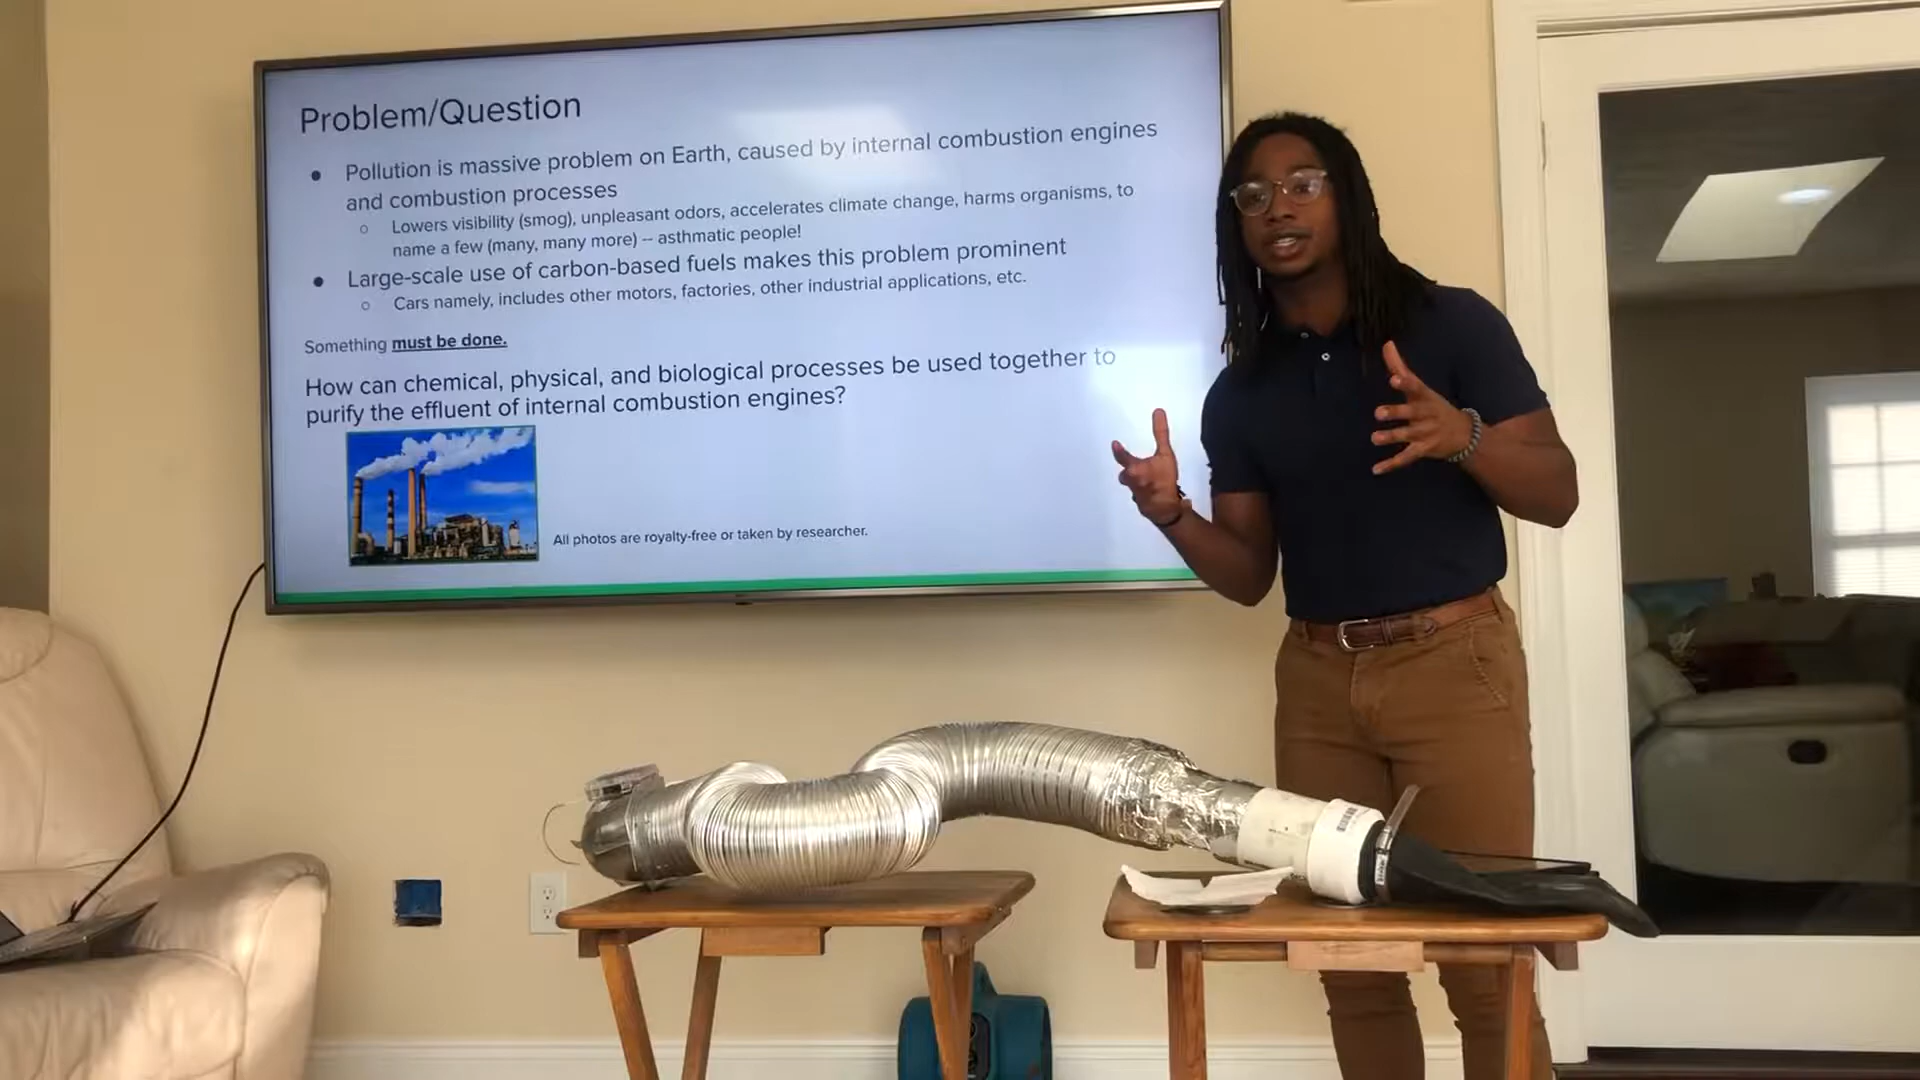 Problem/Question
● Pollution is massive problem on Earth, caused by internal combustion engines
and combustion processes
○ Lowers visibility (smog), unpleasant odors, accelerates climate change, harms organisms, to
name a few (many, many more) – asthmatic people!
● Large-scale use of carbon-based fuels makes this problem prominent
○ Cars namely, includes other motors, factories, other industrial applications, etc.
Something must be done.
How can chemical, physical, and biological processes be used together to
purify the effluent of internal combustion engines?
All photos are royalty-free or taken by researcher.